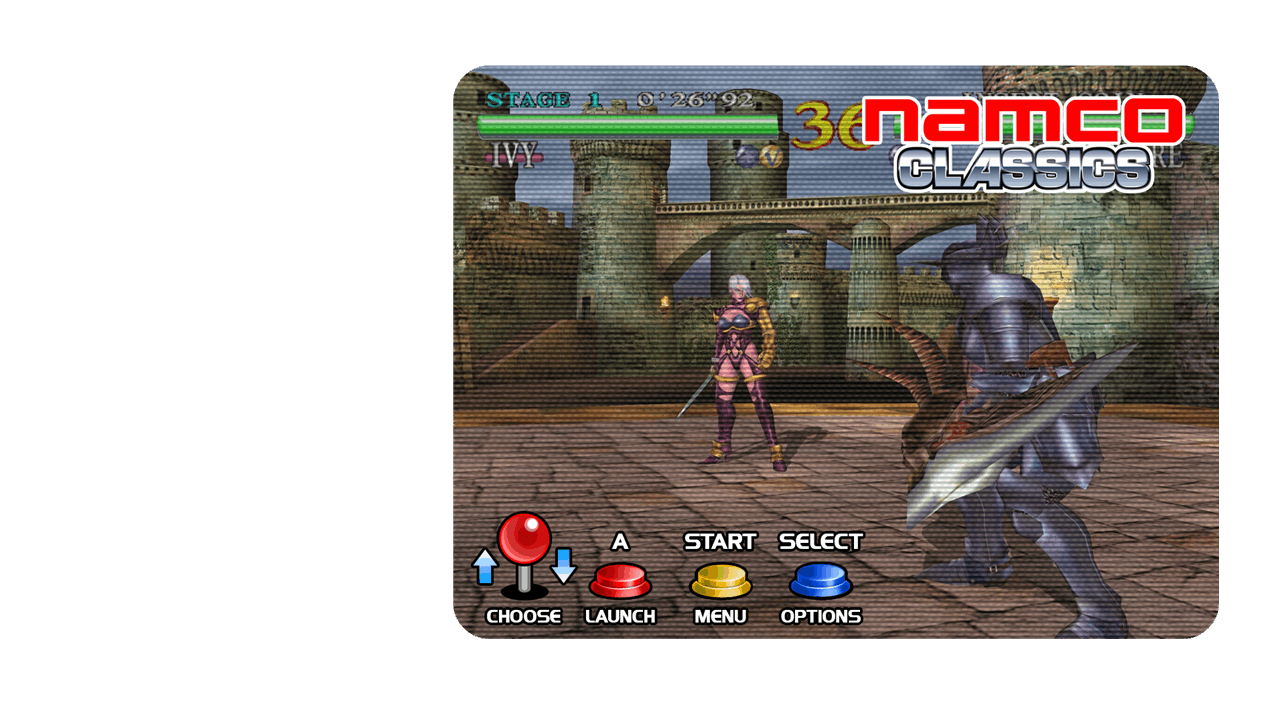 STAGE 1 0'26"92
36
IVY
namco
CLASSICS
A START SELECT
CHOOSE LAUNCH MENU OPTIONS